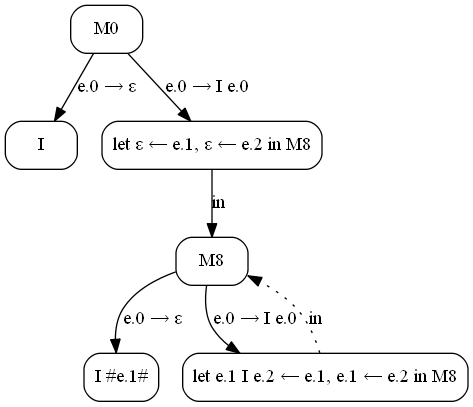 M0
e.0 → ε
e.0 → I e.0
I
let ε ← e.1, ε ← e.2 in M8
in
M8
e.0 → ε
e.0 → I e.0
in
I #e.1#
let e.1 I e.2 ← e.1, e.1 ← e.2 in M8